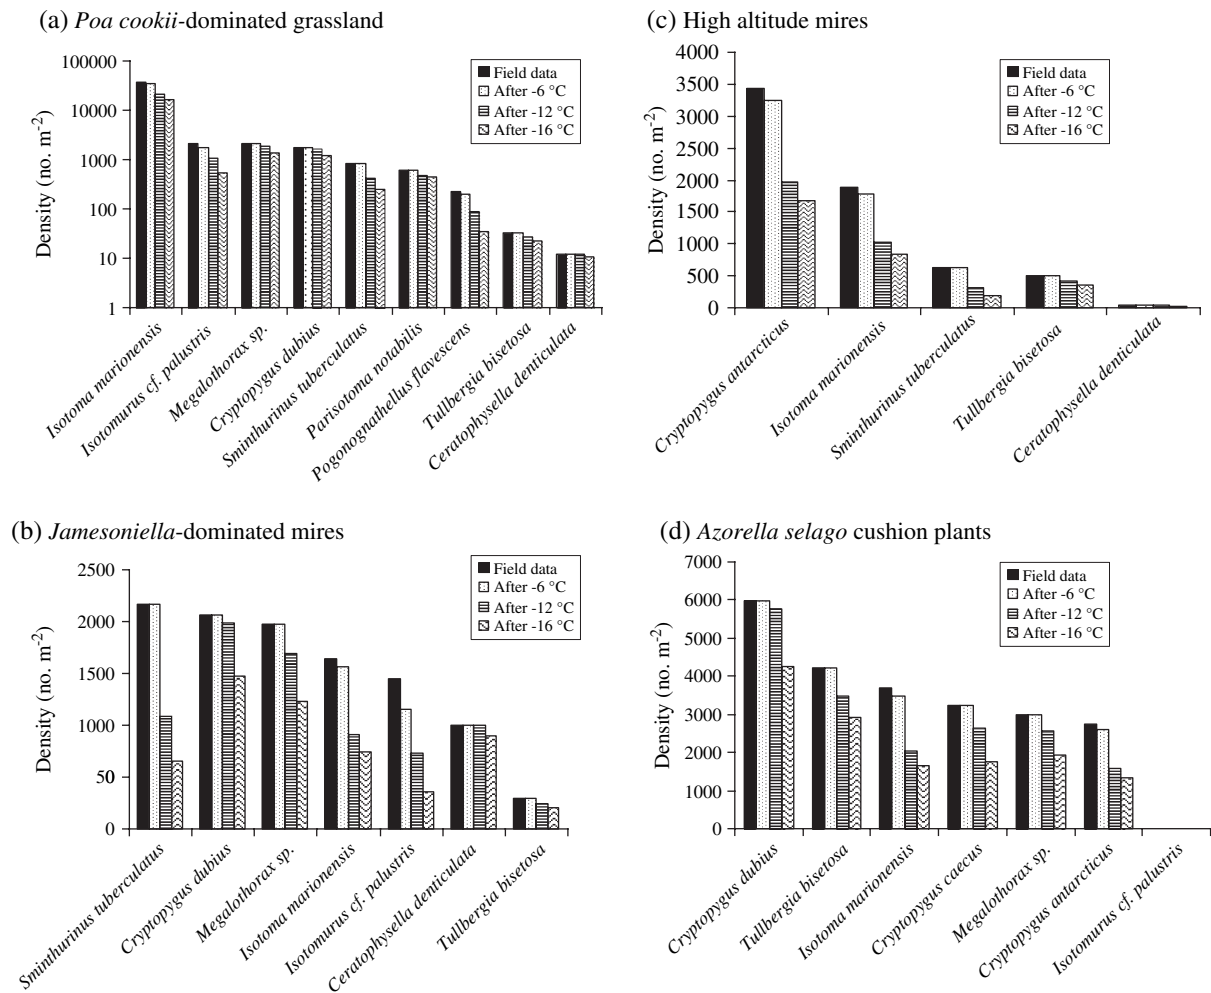 (a) Poa cookii-dominated grassland
100000
10000
1000
100
10
1
Density (no. m-2)
Field data
After -6 °C
After -12 °C
After -16 °C
Isotoma marionensis
Isotomurus cf. palustris
Megalothorax sp.
Cryptopygus dubius
Sminthurinus tuberculatus
Parisotoma notabilis
Pogonognathellus flavescens
Tullbergia bisetosa
Ceratophysella denticulata
(c) High altitude mires
4000
3500
3000
2500
2000
1500
1000
500
0
Density (no. m-2)
Field data
After -6 °C
After -12 °C
After -16 °C
Cryptopygus antarcticus
Isotoma marionensis
Sminthurinus tuberculatus
Tullbergia bisetosa
Ceratophysella denticulata
(b) Jamesoniella-dominated mires
2500
2000
1500
1000
50
0
Density (no. m-2)
Field data
After -6 °C
After -12 °C
After -16 °C
Sminthurinus tuberculatus
Cryptopygus dubius
Megalothorax sp.
Isotoma marionensis
Isotomurus cf. palustris
Ceratophysella denticulata
Tullbergia bisetosa
(d) Azorella selago cushion plants
7000
6000
5000
4000
3000
2000
1000
0
Density (no. m-2)
Field data
After -6 °C
After -12 °C
After -16 °C
Cryptopygus dubius
Tullbergia bisetosa
Isotoma marionensis
Cryptopygus caecus
Megalothorax sp.
Cryptopygus antarcticus
Isotomurus cf. palustris